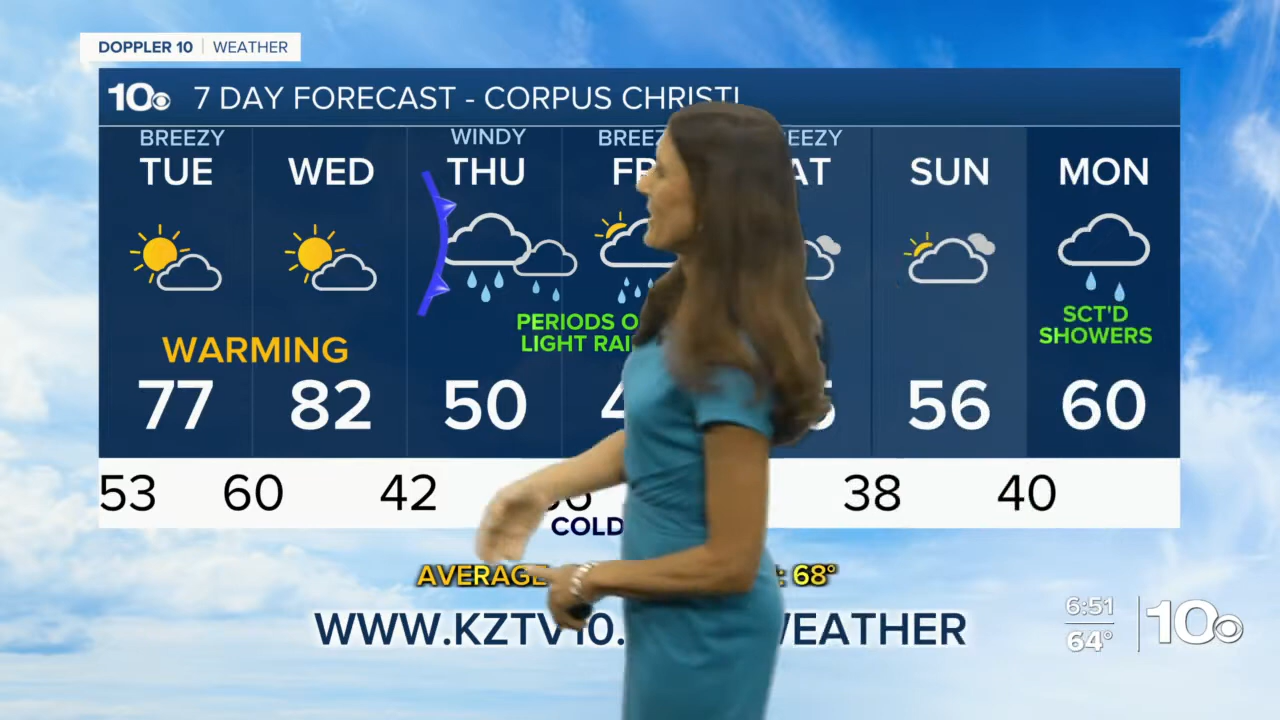 DOPPLER 10 | WEATHER
10 7 DAY FORECAST - CORPUS CHRISTI
BREEZY WINDY
TUE WED THU SUN MON
PERIODS
LIGHT
SCT'D
SHOWERS
WARMING
77 82 50 56 60
53 60 42 38 40
COLD
AVERAGE 68°
WWW.KZTV10. WEATHER
6:51
64°
10